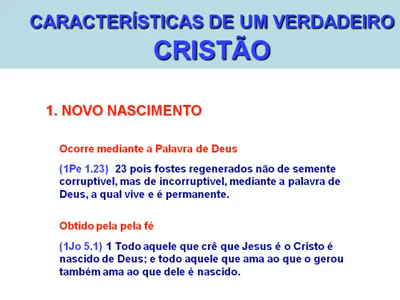 CARACTERÍSTICAS DE UM VERDADEIRO
CRISTÃO
1. NOVO NASCIMENTO
Ocorre mediante a Palavra de Deus
(1Pe 1.23) 23 pois fostes regenerados não de semente
corruptível, mas de incorruptível, mediante a palavra de
Deus, a qual vive e é permanente.
Obtido pela pela fé
(1Jo 5.1) 1 Todo aquele que crê que Jesus é o Cristo é
nascido de Deus; e todo aquele que ama ao que o gerou
também ama ao que dele é nascido.